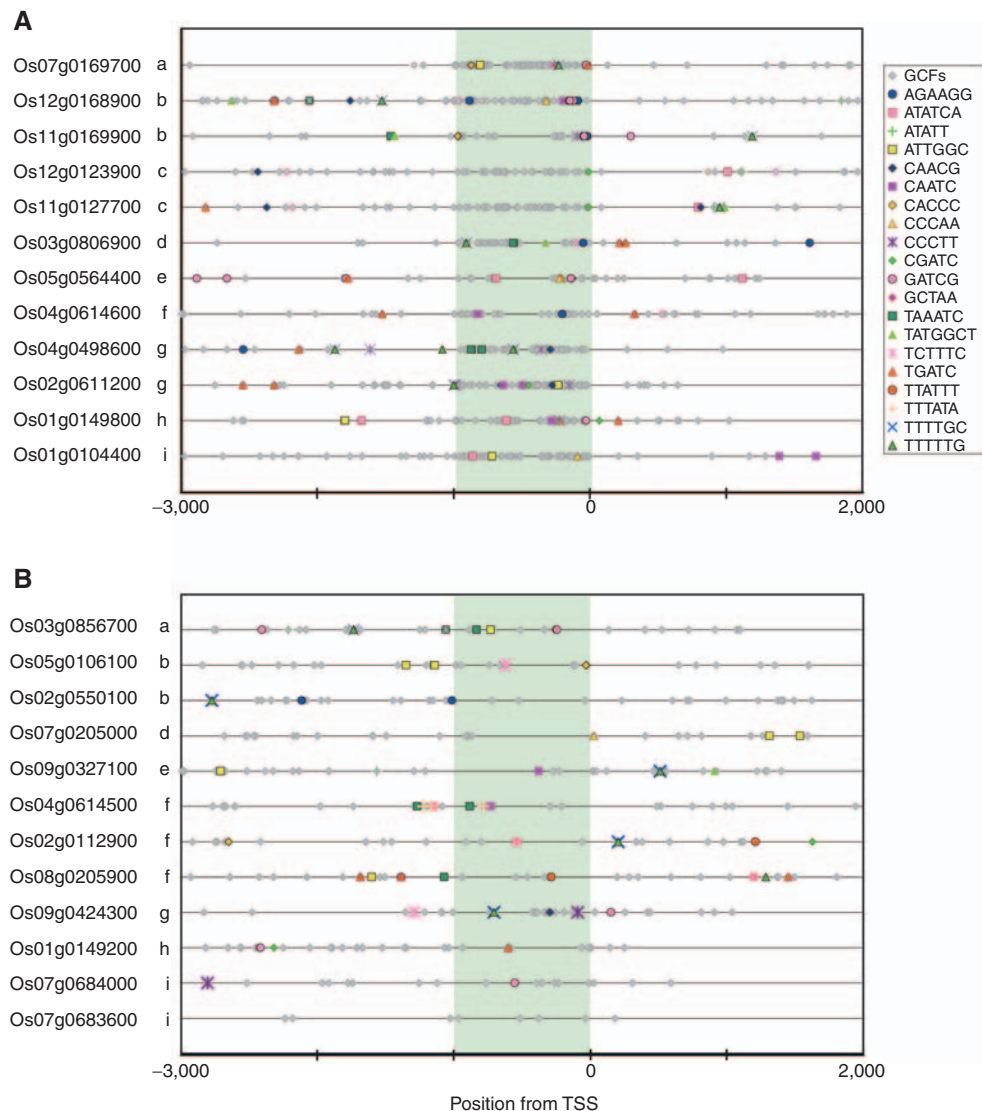 A
Os07g0169700 a
Os12g0168900 b
Os11g0169900 b
Os12g0123900 c
Os11g0127700 c
Os03g0806900 d
Os05g0564400 e
Os04g0614600 f
Os04g0498600 g
Os02g0611200 g
Os01g0149800 h
Os01g0104400 i
−3,000 0 2,000
GCFs
AGAAGG
ATATCA
ATATT
ATTGGC
CAACG
CAATC
CACCC
CCCAA
CCCTT
CGATC
GATCG
GCTAA
TAAATC
TATGGCT
TCTTTC
TGATC
TTATTT
TTTATA
TTTTGC
TTTTTG
B
Os03g0856700 a
Os05g0106100 b
Os02g0550100 b
Os07g0205000 d
Os09g0327100 e
Os04g0614500 f
Os02g0112900 f
Os08g0205900 f
Os09g0424300 g
Os01g0149200 h
Os07g0684000 i
Os07g0683600 i
−3,000 0 2,000
Position from TSS